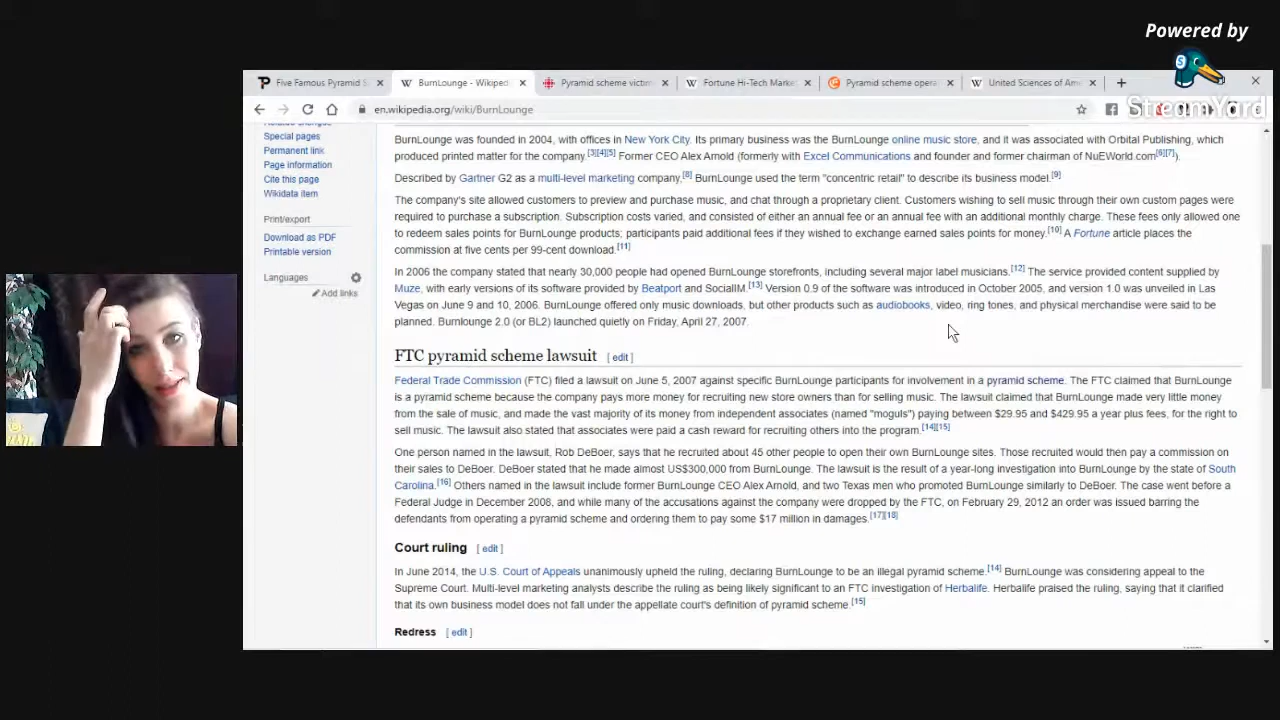 Powered by
StreamYard
Five Famous Pyramid S
BurnLounge - Wikiped
Pyramid scheme victim
Fortune Hi-Tech Marke
Pyramid scheme opera
United Sciences of Am
en.wikipedia.org/wiki/BurnLounge
Special pages
Permanent link
Page information
Cite this page
Wikidata item
Print/export
Download as PDF
Printable version
Languages
Add links
BurnLounge was founded in 2004, with offices in New York City. Its primary business was the BurnLounge online music store, and it was associated with Orbital Publishing, which
produced printed matter for the company.[3][4][5] Former CEO Alex Arnold (formerly with Excel Communications and founder and former chairman of NuEWorld.com[6][7]).
Described by Gartner G2 as a multi-level marketing company,[8] BurnLounge used the term "concentric retail" to describe its business model.[9]
The company's site allowed customers to preview and purchase music, and chat through a proprietary client. Customers wishing to sell music through their own custom pages were
required to purchase a subscription. Subscription costs varied, and consisted of either an annual fee or an annual fee with an additional monthly charge. These fees only allowed one
to redeem sales points for BurnLounge products; participants paid additional fees if they wished to exchange earned sales points for money.[10] A Fortune article places the
commission at five cents per 99-cent download.[11]
In 2006 the company stated that nearly 30,000 people had opened BurnLounge storefronts, including several major label musicians.[12] The service provided content supplied by
Muze, with early versions of its software provided by Beatport and SocialIM.[13] Version 0.9 of the software was introduced in October 2005, and version 1.0 was unveiled in Las
Vegas on June 9 and 10, 2006. BurnLounge offered only music downloads, but other products such as audiobooks, video, ring tones, and physical merchandise were said to be
planned. Burnlounge 2.0 (or BL2) launched quietly on Friday, April 27, 2007.
FTC pyramid scheme lawsuit [ edit ]
Federal Trade Commission (FTC) filed a lawsuit on June 5, 2007 against specific BurnLounge participants for involvement in a pyramid scheme. The FTC claimed that BurnLounge
is a pyramid scheme because the company pays more money for recruiting new store owners than for selling music. The lawsuit claimed that BurnLounge made very little money
from the sale of music, and made the vast majority of its money from independent associates (named "moguls") paying between $29.95 and $429.95 a year plus fees, for the right to
sell music. The lawsuit also stated that associates were paid a cash reward for recruiting others into the program.[14][15]
One person named in the lawsuit, Rob DeBoer, says that he recruited about 45 other people to open their own BurnLounge sites. Those recruited would then pay a commission on
their sales to DeBoer. DeBoer stated that he made almost US$300,000 from BurnLounge. The lawsuit is the result of a year-long investigation into BurnLounge by the state of South
Carolina.[16] Others named in the lawsuit include former BurnLounge CEO Alex Arnold, and two Texas men who promoted BurnLounge similarly to DeBoer. The case went before a
Federal Judge in December 2008, and while many of the accusations against the company were dropped by the FTC, on February 29, 2012 an order was issued barring the
defendants from operating a pyramid scheme and ordering them to pay some $17 million in damages.[17][18]
Court ruling [ edit ]
In June 2014, the U.S. Court of Appeals unanimously upheld the ruling, declaring BurnLounge to be an illegal pyramid scheme.[14] BurnLounge was considering appeal to the
Supreme Court. Multi-level marketing analysts describe the ruling as being likely significant to an FTC investigation of Herbalife. Herbalife praised the ruling, saying that it clarified
that its own business model does not fall under the appellate court's definition of pyramid scheme.[15]
Redress [ edit ]